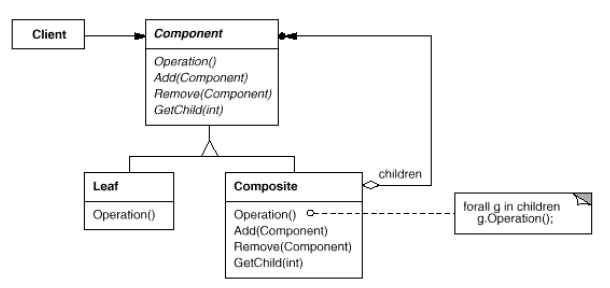 Client
Component
Operation()
Add(Component)
Remove(Component)
GetChild(int)
children
Leaf
Operation()
Composite
Operation()
Add(Component)
Remove(Component)
GetChild(int)
forall g in children
g.Operation();